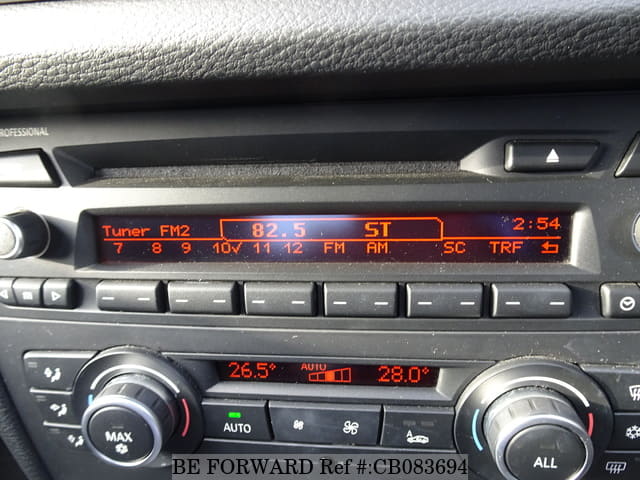 PROFESSIONAL
Tuner FM2 82.5 ST 2:54
7 8 9 10✓ 11 12 FM AM SC TRF
26.5° AUTO 28.0°
AUTO
MAX
ALL
BE FORWARD Ref #:CB083694